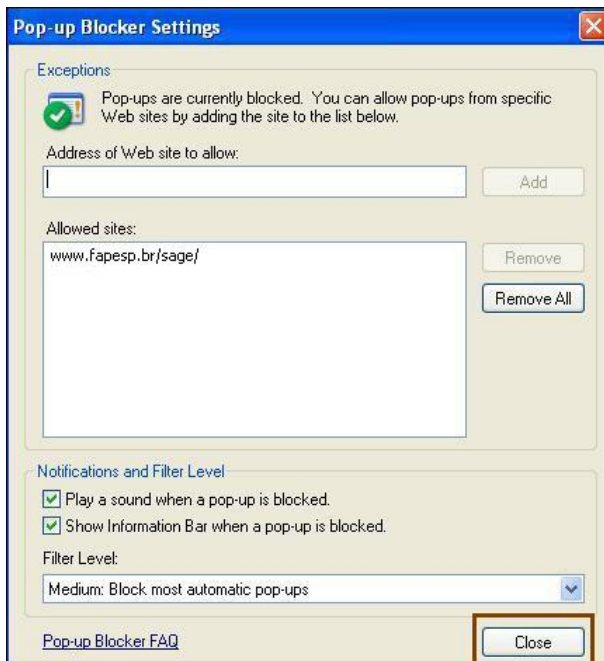 Pop-up Blocker Settings
Exceptions
Pop-ups are currently blocked. You can allow pop-ups from specific
Web sites by adding the site to the list below.
Address of Web site to allow:
Add
Allowed sites:
www.fapesp.br/sage/
Remove
Remove All
Notifications and Filter Level
Play a sound when a pop-up is blocked.
Show Information Bar when a pop-up is blocked.
Filter Level:
Medium: Block most automatic pop-ups
Pop-up Blocker FAQ
Close